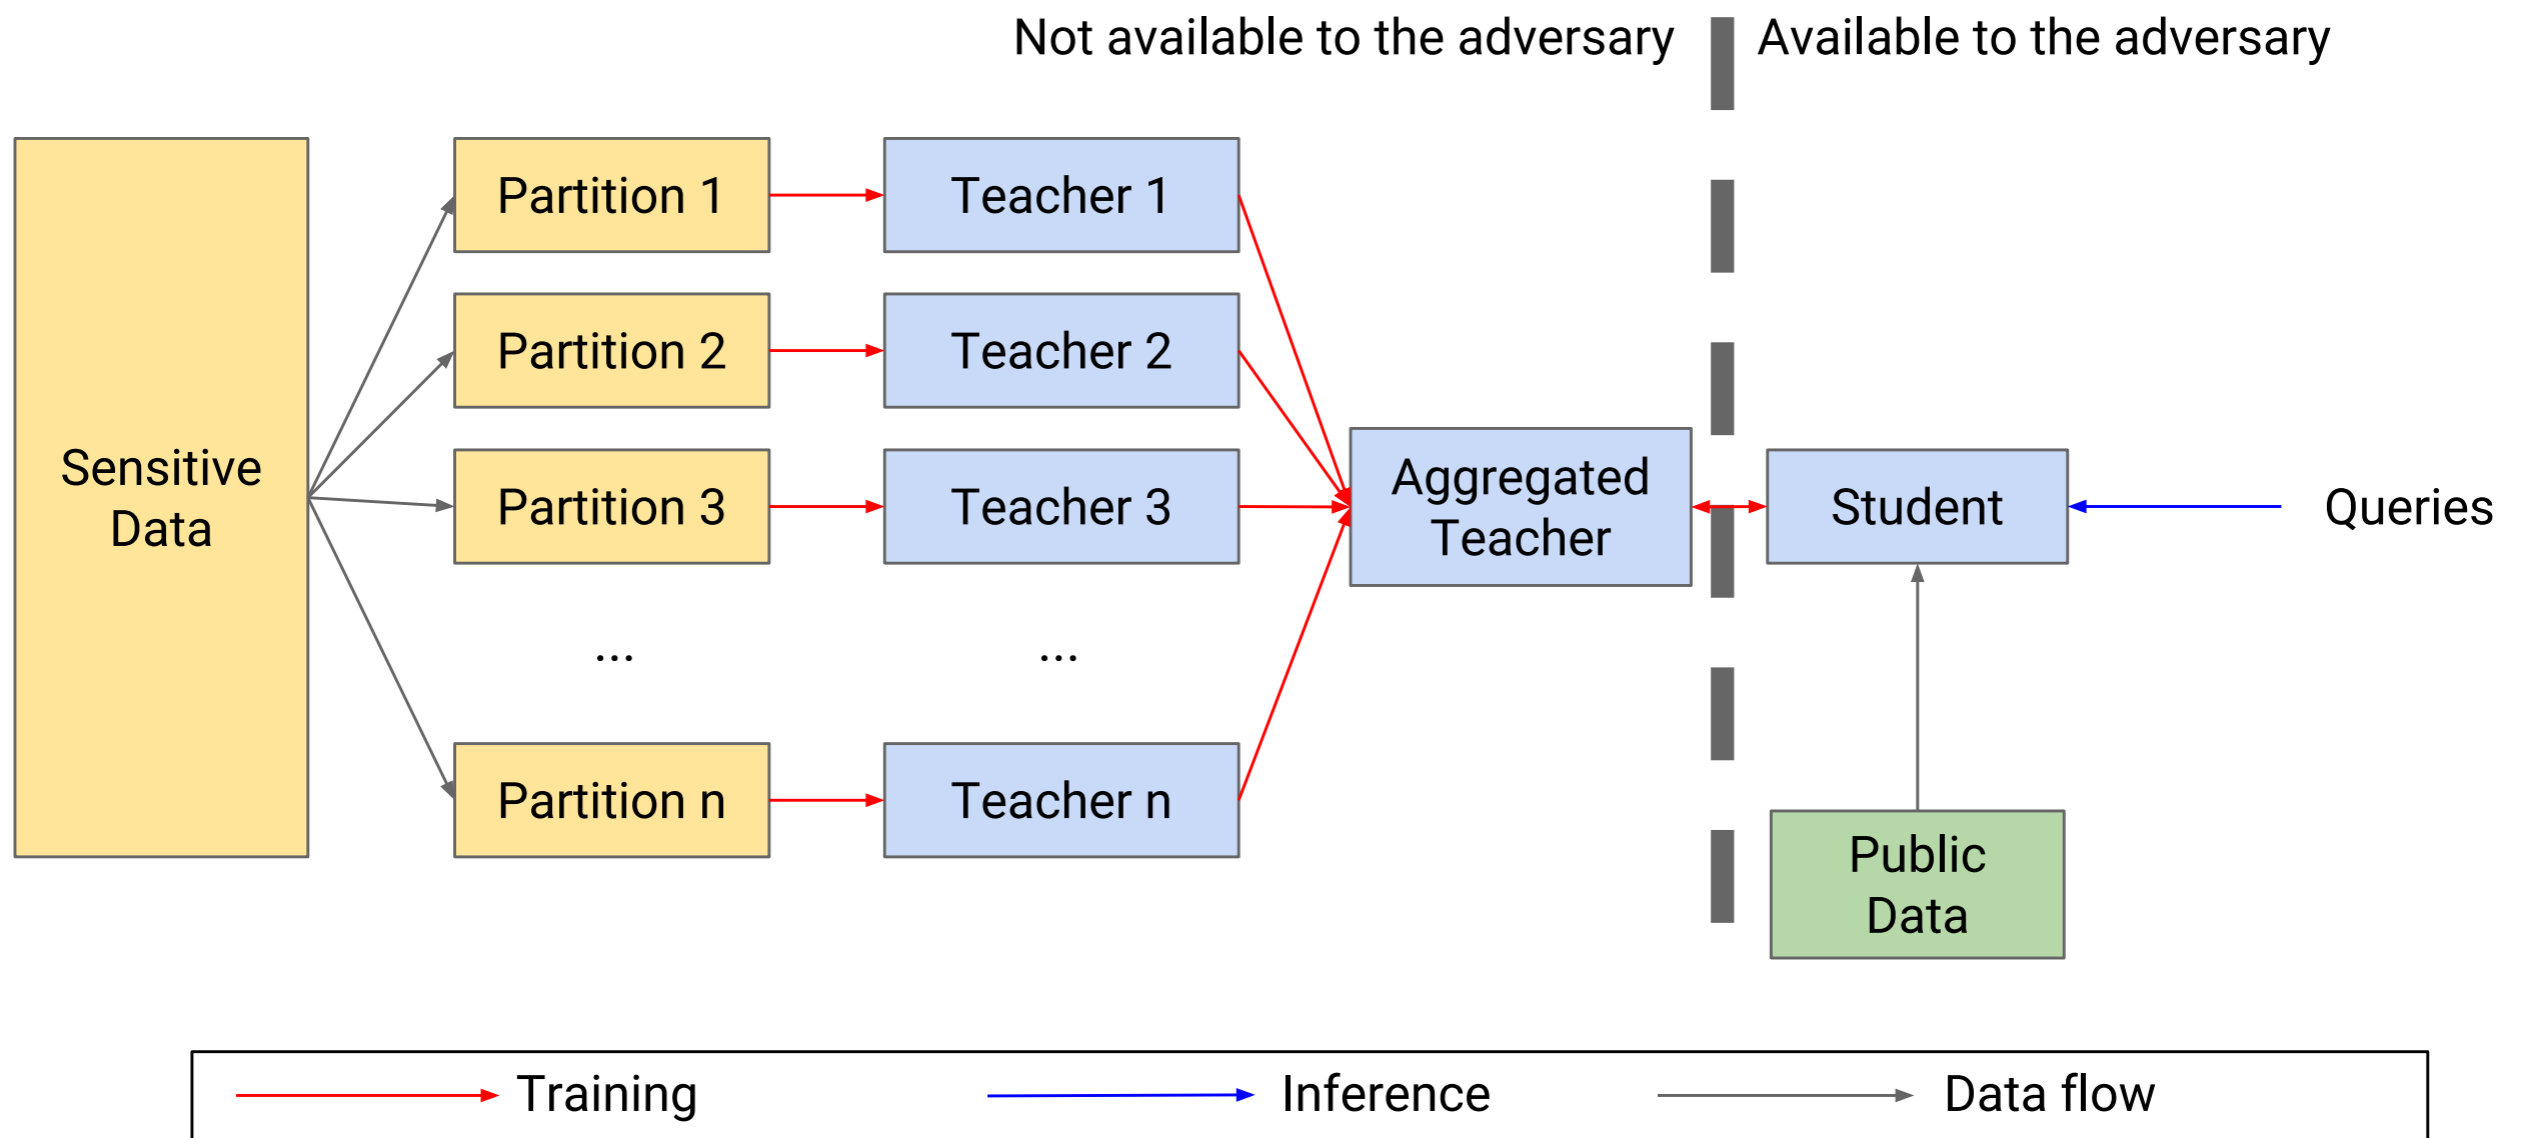 Not available to the adversary
Available to the adversary
Sensitive
Data
Partition 1
Teacher 1
Partition 2
Teacher 2
Partition 3
Teacher 3
...
...
Partition n
Teacher n
Aggregated
Teacher
Student
Queries
Public
Data
Training
Inference
Data flow